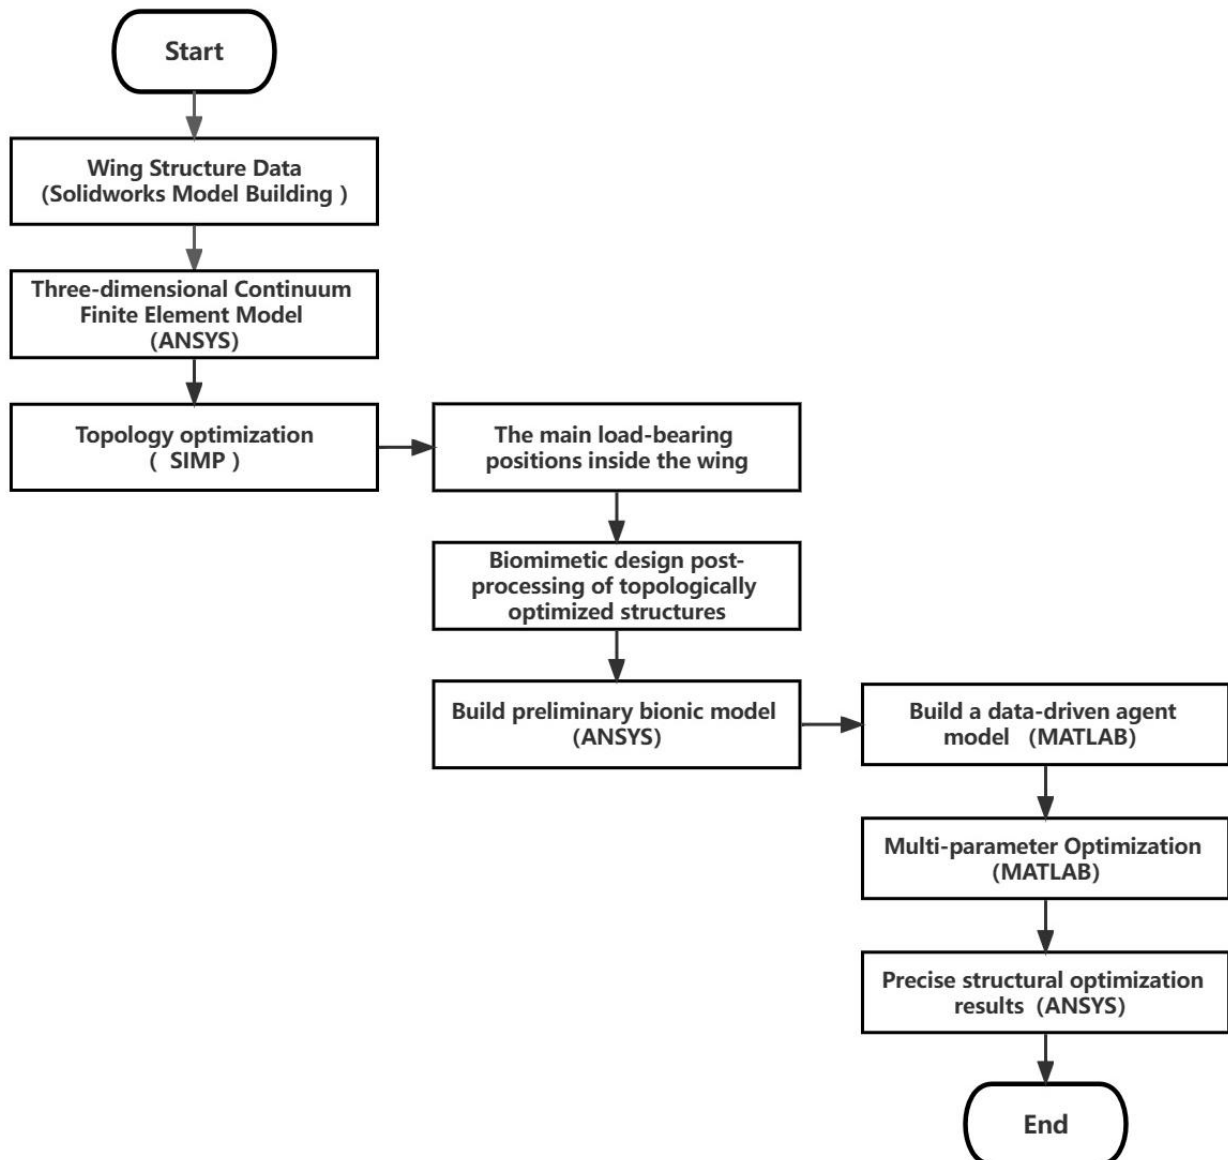 Start
Wing Structure Data
(Solidworks Model Building )
Three-dimensional Continuum
Finite Element Model
(ANSYS)
Topology optimization
( SIMP )
The main load-bearing
positions inside the wing
Biomimetic design post-
processing of topologically
optimized structures
Build preliminary bionic model
(ANSYS)
Build a data-driven agent
model (MATLAB)
Multi-parameter Optimization
(MATLAB)
Precise structural optimization
results (ANSYS)
End